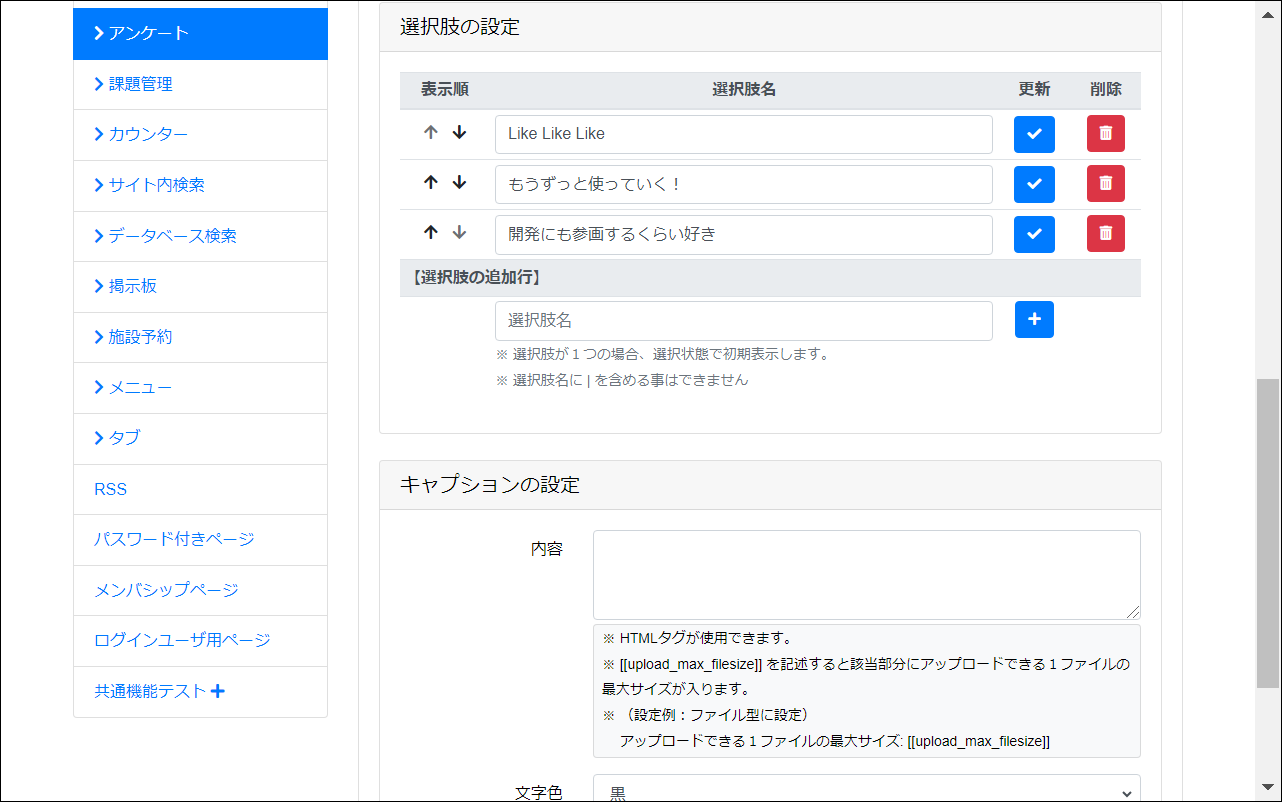 アンケート
課題管理
カウンター
サイト内検索
データベース検索
掲示板
施設予約
メニュー
タブ
RSS
パスワード付きページ
メンバシップページ
ログインユーザ用ページ
共通機能テスト
選択肢の設定
表示順 選択肢名 更新 削除
Like Like Like
もうずっと使っていく！
開発にも参画するくらい好き
【選択肢の追加行】
選択肢名
※ 選択肢が１つの場合、選択状態で初期表示します。
※ 選択肢名に | を含める事はできません
キャプションの設定
内容
※ HTMLタグが使用できます。
※ [[upload_max_filesize]] を記述すると該当部分にアップロードできる１ファイルの
最大サイズが入ります。
※ （設定例：ファイル型に設定）
アップロードできる１ファイルの最大サイズ: [[upload_max_filesize]]
文字色 黒